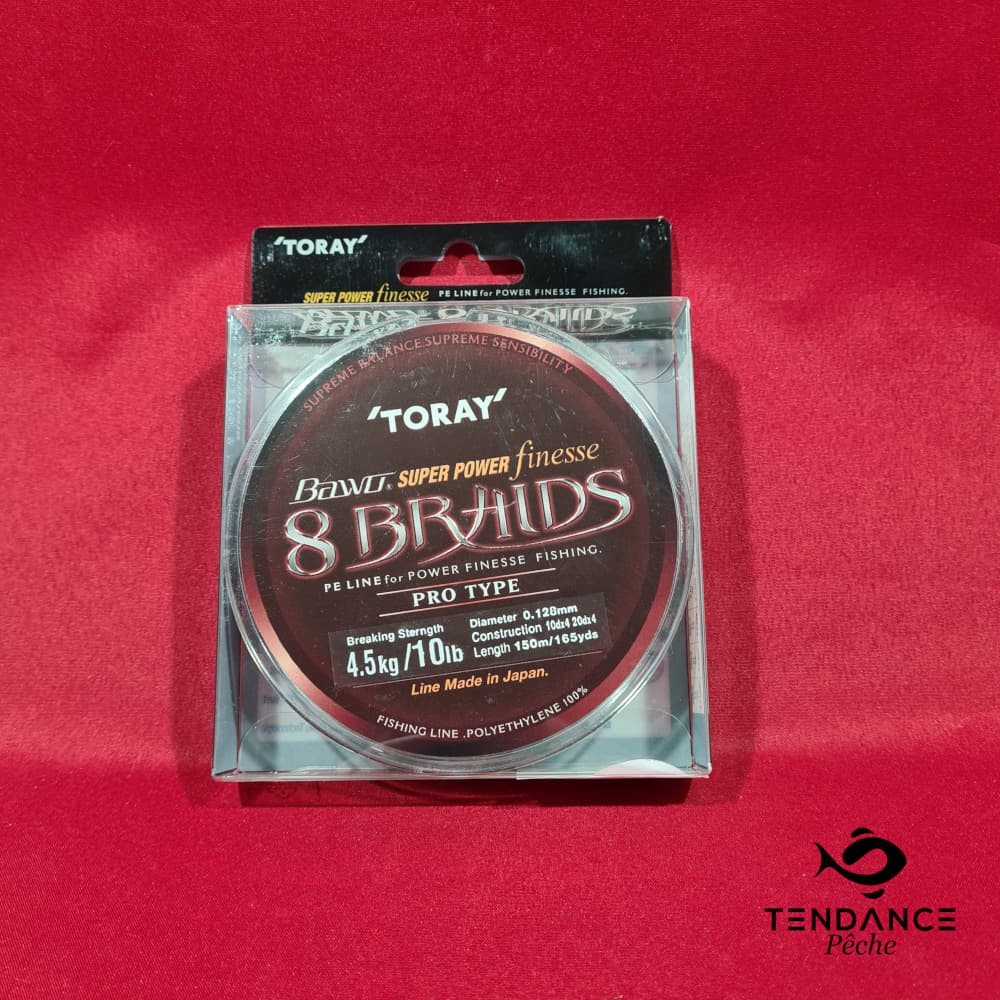 'TORAY'
SUPER POWER finesse PE LINE for POWER FINESSE FISHING.
SUPREME BALANCE.SUPREME SENSIBILITY
'TORAY'
Bawo® SUPER POWER finesse
8 BRAIDS
PE LINE for POWER FINESSE FISHING.
PRO TYPE
Breaking Sterngth
4.5kg/10lb
Diameter 0.128mm
Construction 10dx4 20dx4
Length 150m/165yds
Line Made in Japan.
FISHING LINE .POLYETHYLENE 100%
TENDANCE
Pêche